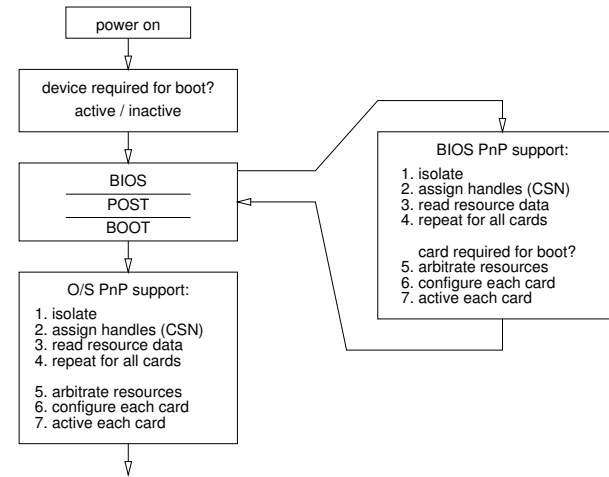 power on
device required for boot?
active / inactive
BIOS
POST
BOOT
BIOS PnP support:
1. isolate
2. assign handles (CSN)
3. read resource data
4. repeat for all cards
card required for boot?
5. arbitrate resources
6. configure each card
7. active each card
O/S PnP support:
1. isolate
2. assign handles (CSN)
3. read resource data
4. repeat for all cards
5. arbitrate resources
6. configure each card
7. active each card